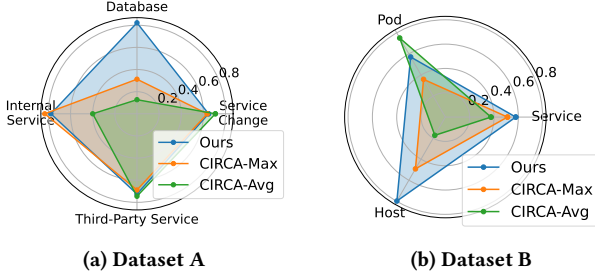 Database
0.2 0.4 0.6 0.8
Internal
Service
Service
Change
Third-Party Service
Ours
CIRCA-Max
CIRCA-Avg
(a) Dataset A
Pod
0.2 0.4 0.6 0.8
Service
Host
Ours
CIRCA-Max
CIRCA-Avg
(b) Dataset B